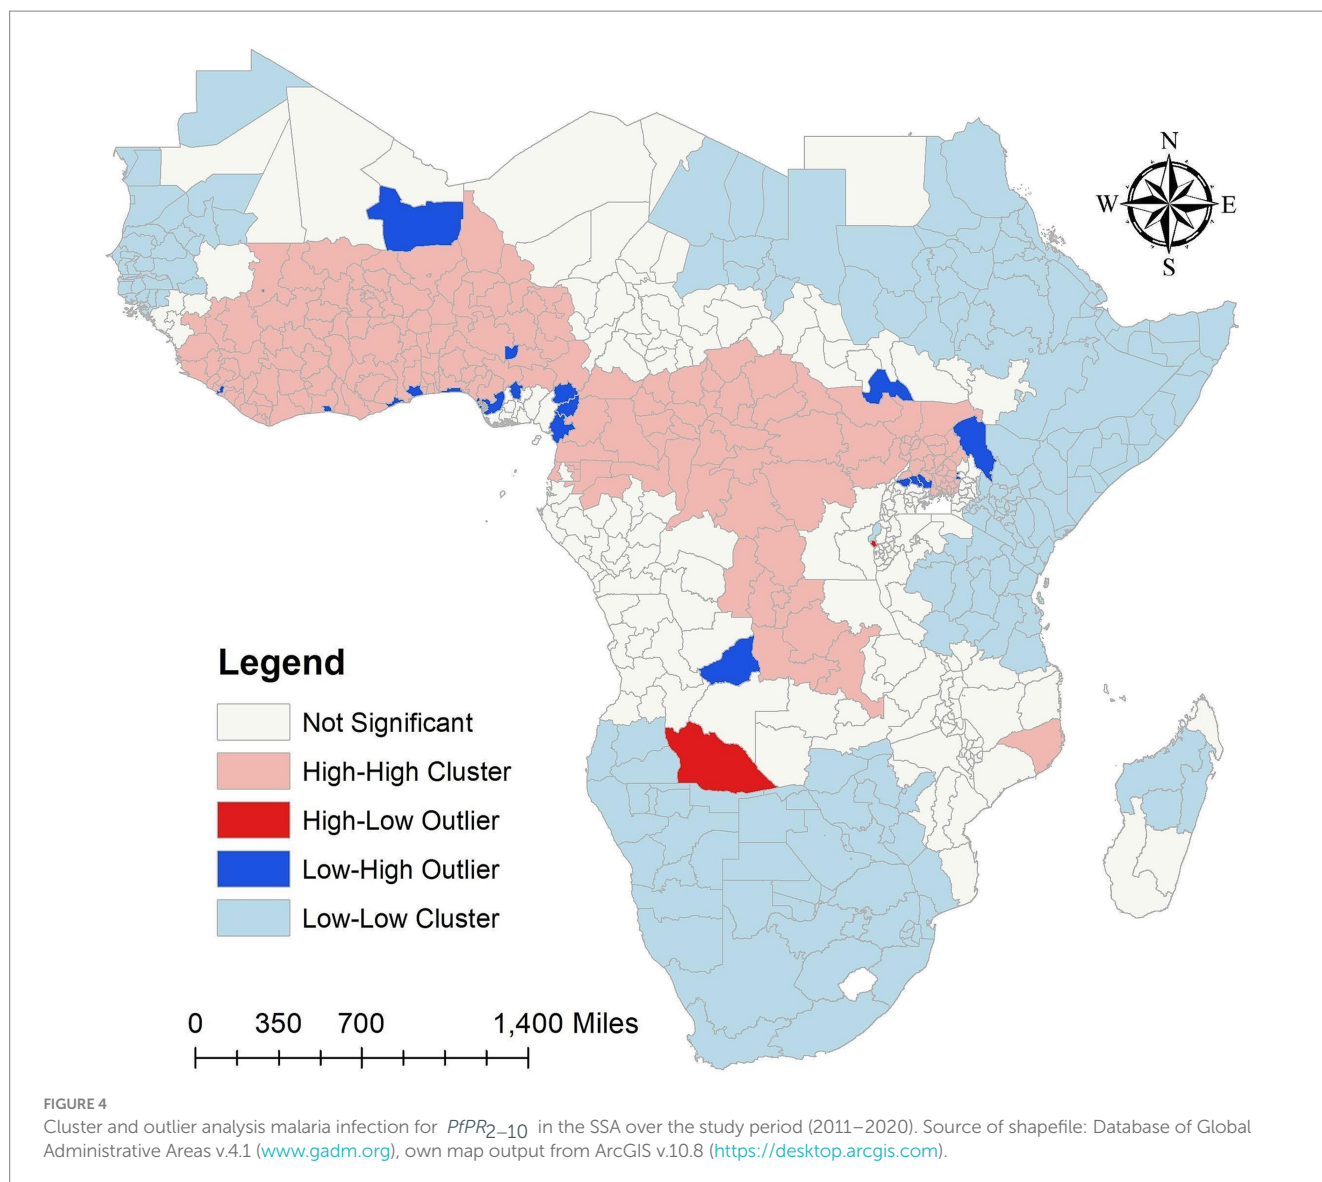 N
W E
S
Legend
Not Significant
High-High Cluster
High-Low Outlier
Low-High Outlier
Low-Low Cluster
0 350 700 1,400 Miles
FIGURE 4
Cluster and outlier analysis malaria infection for PfPR2–10 in the SSA over the study period (2011–2020). Source of shapefile: Database of Global
Administrative Areas v.4.1 (www.gadm.org), own map output from ArcGIS v.10.8 (https://desktop.arcgis.com).